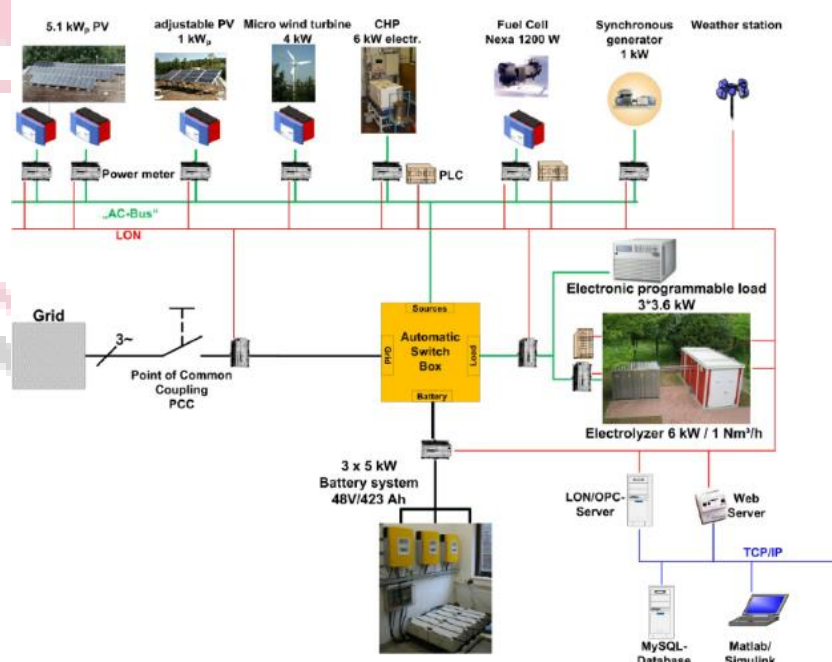 5.1 kWp PV
adjustable PV
1 kWp
Micro wind turbine
4 kW
CHP
6 kW electr.
Fuel Cell
Nexa 1200 W
Synchronous
generator
1 kW
Weather station
Power meter
PLC
„AC-Bus“
LON
Grid
3~
Point of Common
Coupling
PCC
Sources
Grid
Automatic
Switch
Box
Load
Battery
Electronic programmable load
3*3.6 kW
Electrolyzer 6 kW / 1 Nm³/h
3 x 5 kW
Battery system
48V/423 Ah
LON/OPC-
Server
Web
Server
TCP/IP
MySQL-
Database
Matlab/
Simulink